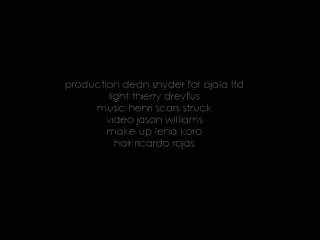 production dean snyder for ojala ltd
light thierry dreyfus
music henri scars struck
video jason williams
make up lena koro
hair ricardo rojas